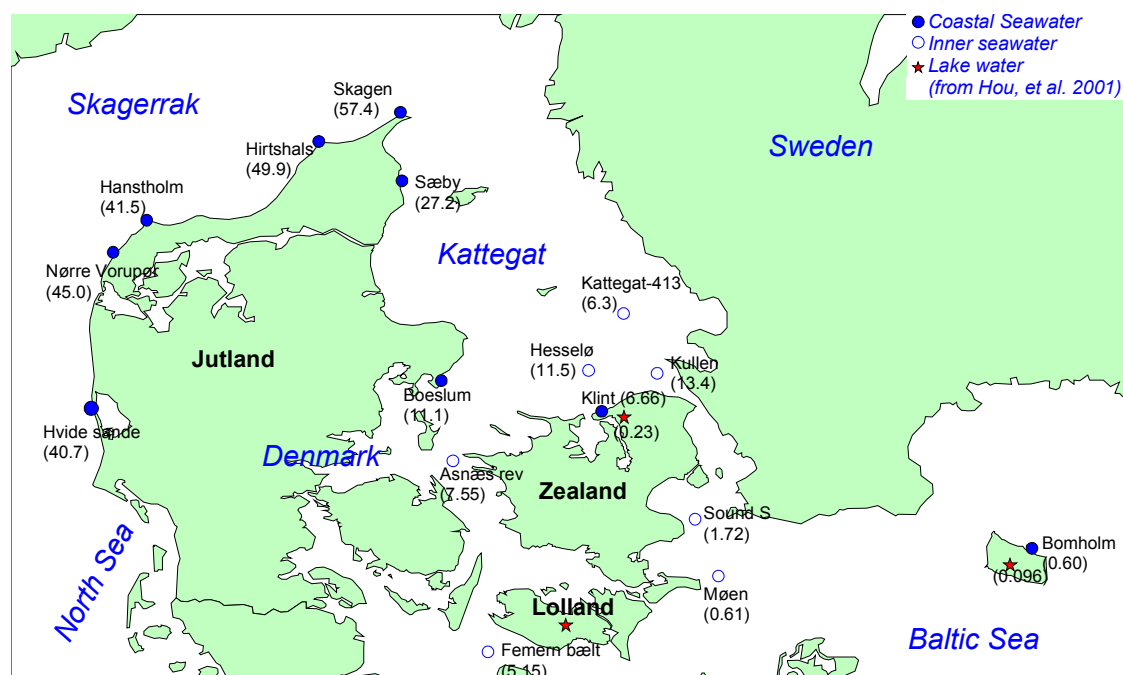 Coastal Seawater
Inner seawater
Lake water
(from Hou, et al. 2001)
Skagerrak
Skagen
(57.4)
Hirtshals
(49.9)
Sweden
Hanstholm
(41.5)
Sæby
(27.2)
Kattegat
Nørre Vorupør
(45.0)
Kattegat-413
(6.3)
Jutland
Hesselø
(11.5)
Kullen
(13.4)
Boeslum
(11.1)
Klint (6.66)
(0.23)
Hvide sande
(40.7)
Denmark
Asnæs rev
(7.55)
Zealand
Sound S
(1.72)
North Sea
Bomholm
(0.60)
(0.096)
Møen
(0.61)
Lolland
Baltic Sea
Femern bælt
(5.15)